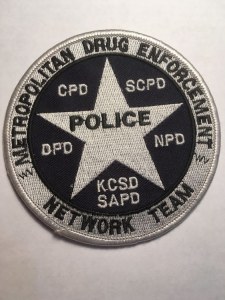 METROPOLITAN DRUG ENFORCEMENT
CPD
SCPD
POLICE
DPD
NPD
KCSD
SAPD
NETWORK TEAM